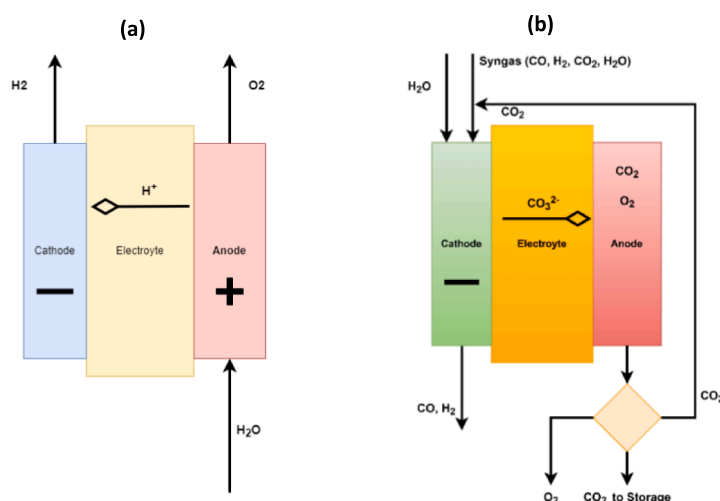 (a)
H2
O2
H⁺
Cathode
Electroyte
Anode
H₂O
(b)
Syngas (CO, H₂, CO₂, H₂O)
H₂O
CO₂
CO₂
CO₃²⁻
O₂
Cathode
Electroyte
Anode
CO, H₂
CO₂
O₂
CO₂ to Storage